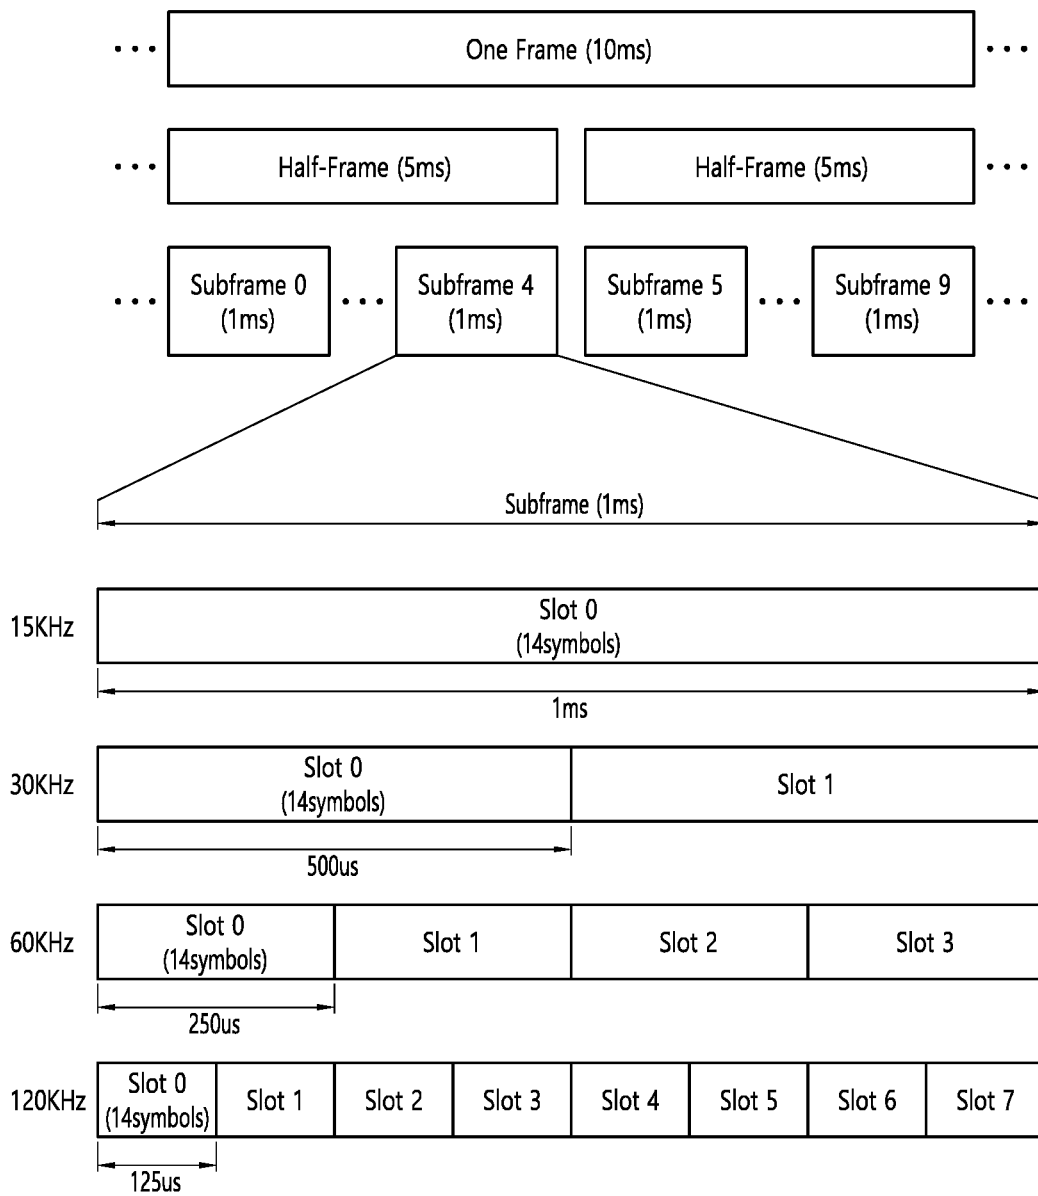 One Frame (10ms)
Half-Frame (5ms)
Half-Frame (5ms)
Subframe 0
(1ms)
Subframe 4
(1ms)
Subframe 5
(1ms)
Subframe 9
(1ms)
Subframe (1ms)
15KHz
Slot 0
(14symbols)
1ms
30KHz
Slot 0
(14symbols)
Slot 1
500us
60KHz
Slot 0
(14symbols)
Slot 1
Slot 2
Slot 3
250us
120KHz
Slot 0
(14symbols)
Slot 1
Slot 2
Slot 3
Slot 4
Slot 5
Slot 6
Slot 7
125us